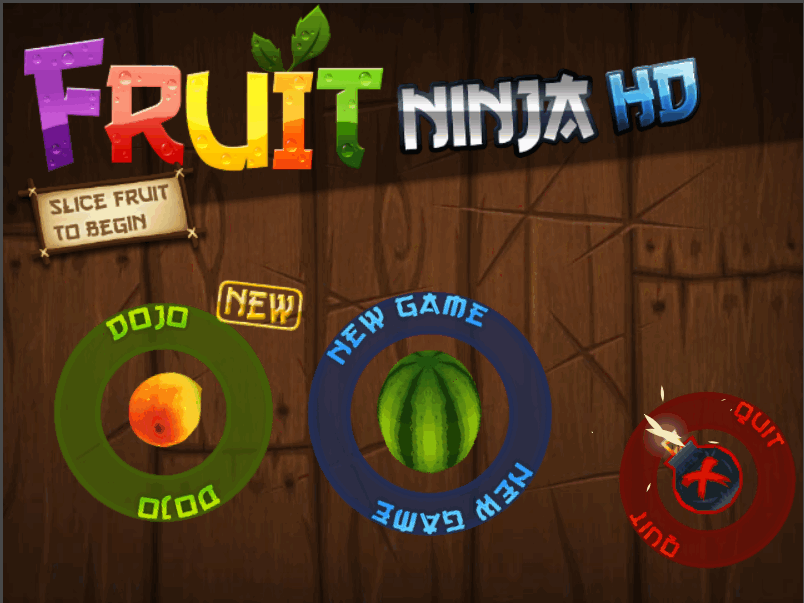 FRUIT NINJA HD
SLICE FRUIT
TO BEGIN
NEW
DOJO
DOJO
NEW GAME
NEW GAME
QUIT
QUIT